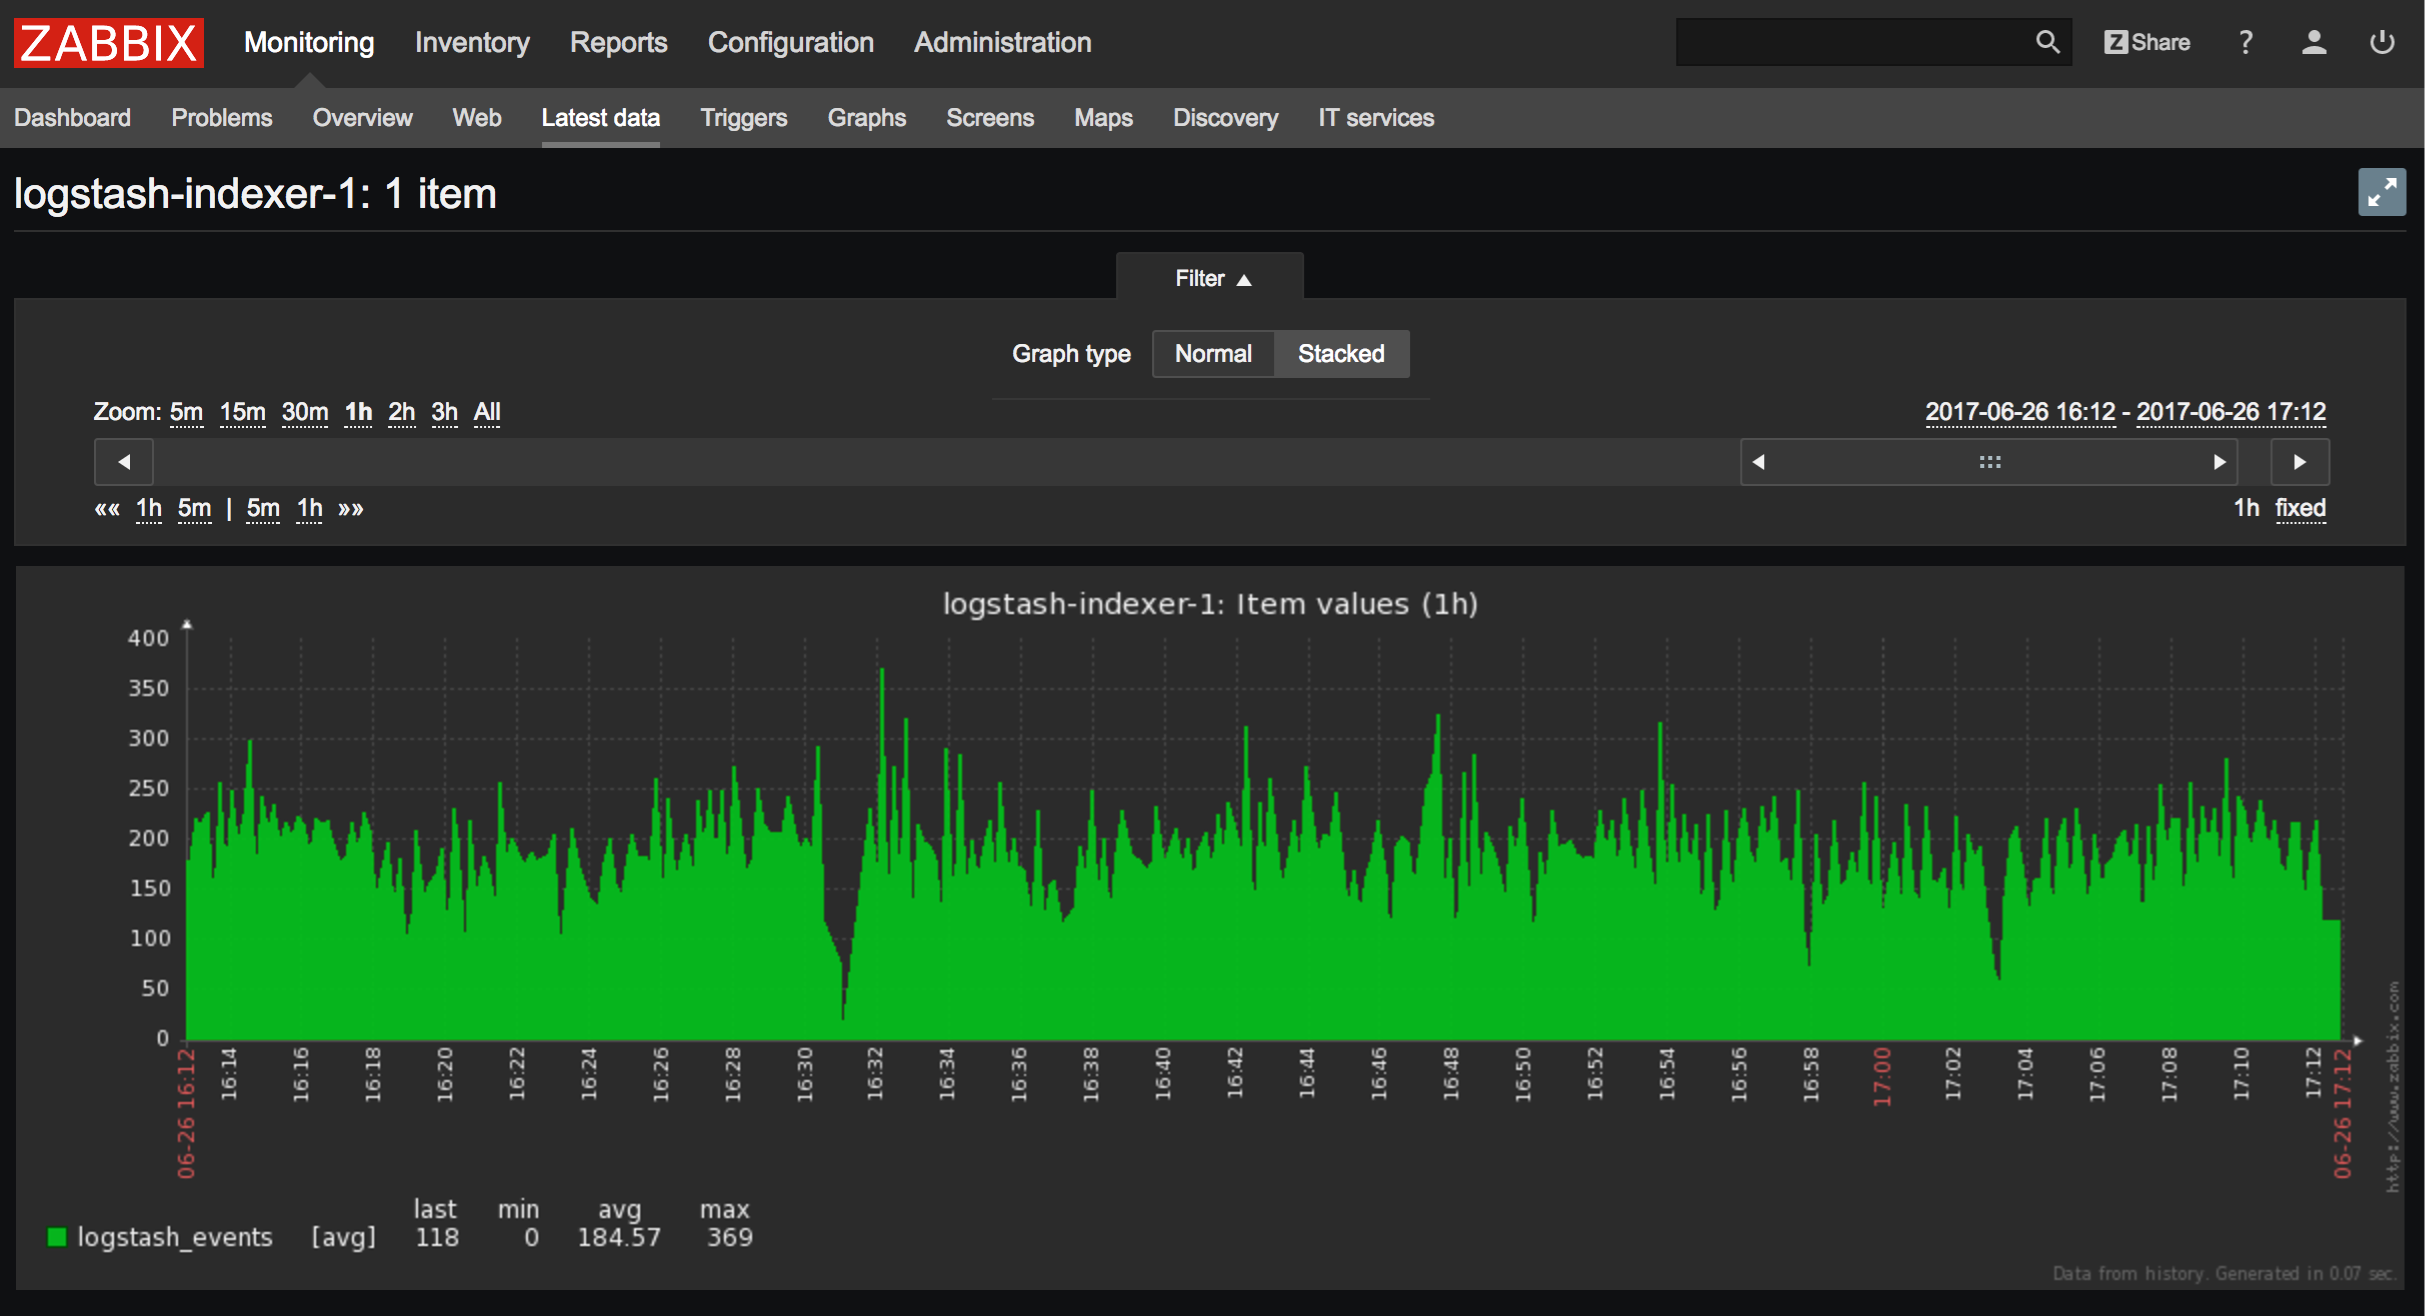 ZABBIX Monitoring Inventory Reports Configuration Administration Z Share ?
Dashboard Problems Overview Web Latest data Triggers Graphs Screens Maps Discovery IT services
logstash-indexer-1: 1 item
Filter
Graph type Normal Stacked
Zoom: 5m 15m 30m 1h 2h 3h All 2017-06-26 16:12 - 2017-06-26 17:12
«« 1h 5m | 5m 1h »» 1h fixed
logstash-indexer-1: Item values (1h)
400
350
300
250
200
150
100
50
0
06-26 16:12 16:14 16:16 16:18 16:20 16:22 16:24 16:26 16:28 16:30 16:32 16:34 16:36 16:38 16:40 16:42 16:44 16:46 16:48 16:50 16:52 16:54 16:56 16:58 17:00 17:02 17:04 17:06 17:08 17:10 17:12 06-26 17:12
http://www.zabbix.com
last min avg max
logstash_events [avg] 118 0 184.57 369
Data from history. Generated in 0.07 sec.